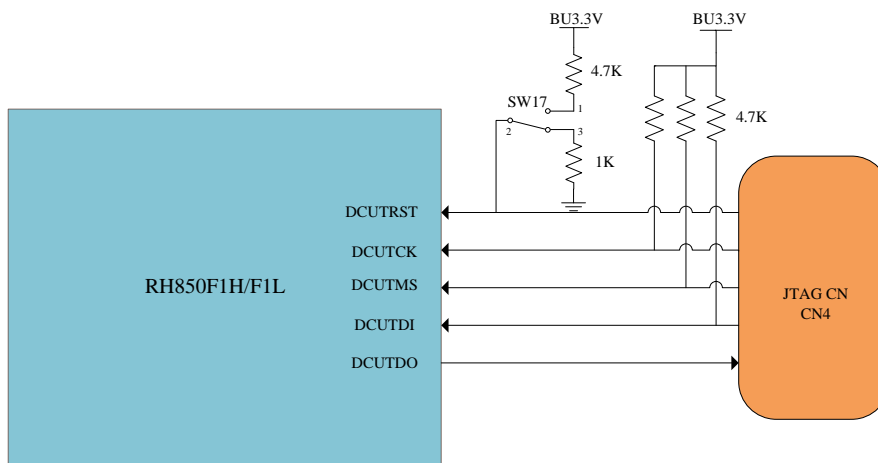 BU3.3V
BU3.3V
4.7K
SW17
1
2
3
4.7K
1K
DCUTRST
DCUTCK
RH850F1H/F1L
DCUTMS
JTAG CN
CN4
DCUTDI
DCUTDO